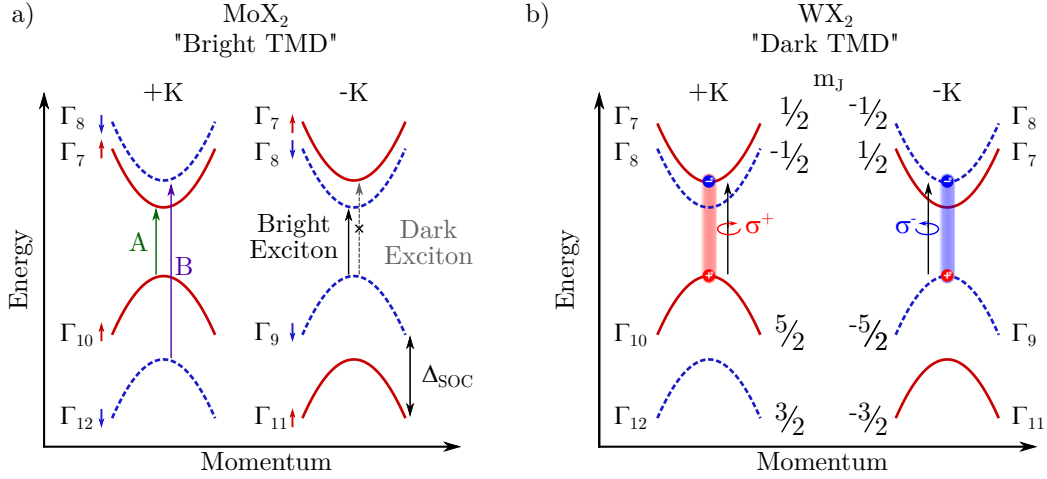 a)
MoX₂
"Bright TMD"
+K
-K
Γ₈
Γ₇
Γ₇
Γ₈
A
B
Bright
Exciton
Dark
Exciton
×
Γ₁₀
Γ₉
Γ₁₂
Γ₁₁
Δ_SOC
Energy
Momentum
b)
WX₂
"Dark TMD"
+K
m_J
-K
Γ₇
1/2
-1/2
Γ₈
Γ₈
-1/2
1/2
Γ₇
-
-
σ⁺
σ⁻
+
+
Γ₁₀
5/2
-5/2
Γ₉
Γ₁₂
3/2
-3/2
Γ₁₁
Energy
Momentum